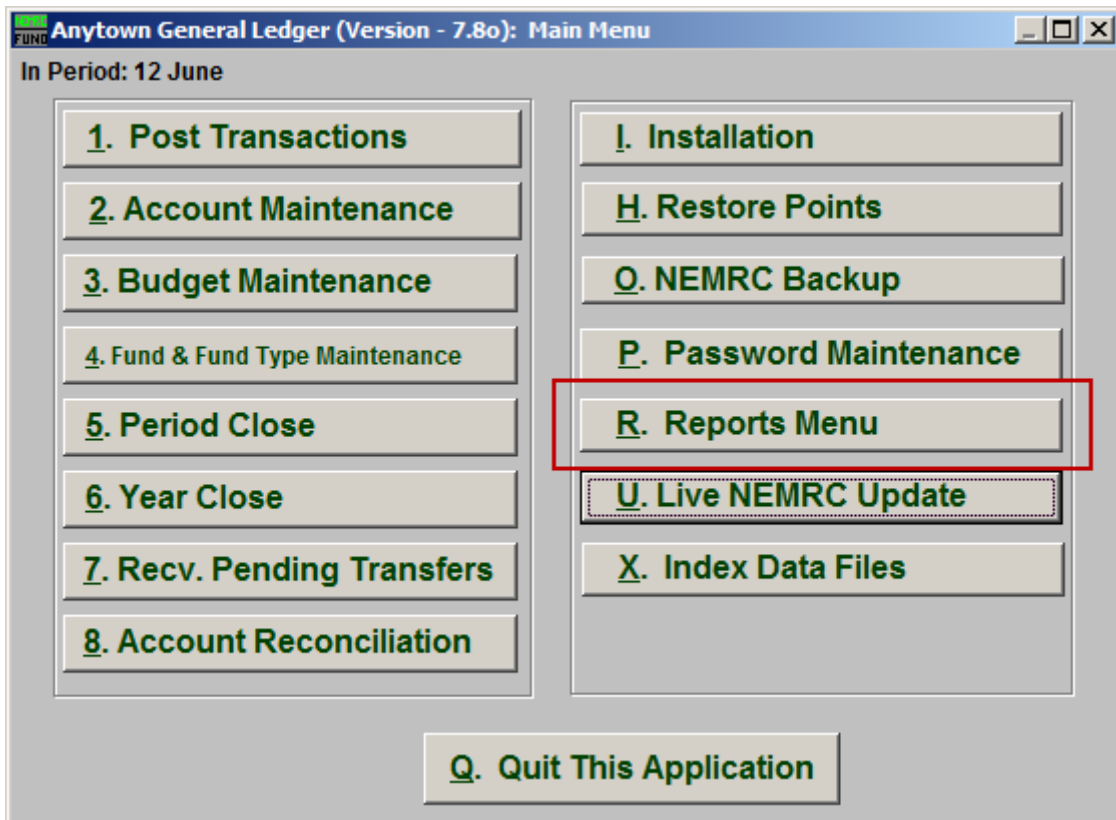 NEMRC
FUND
Anytown General Ledger (Version - 7.8o): Main Menu
In Period: 12 June
1. Post Transactions
2. Account Maintenance
3. Budget Maintenance
4. Fund & Fund Type Maintenance
5. Period Close
6. Year Close
7. Recv. Pending Transfers
8. Account Reconciliation
I. Installation
H. Restore Points
O. NEMRC Backup
P. Password Maintenance
R. Reports Menu
U. Live NEMRC Update
X. Index Data Files
Q. Quit This Application